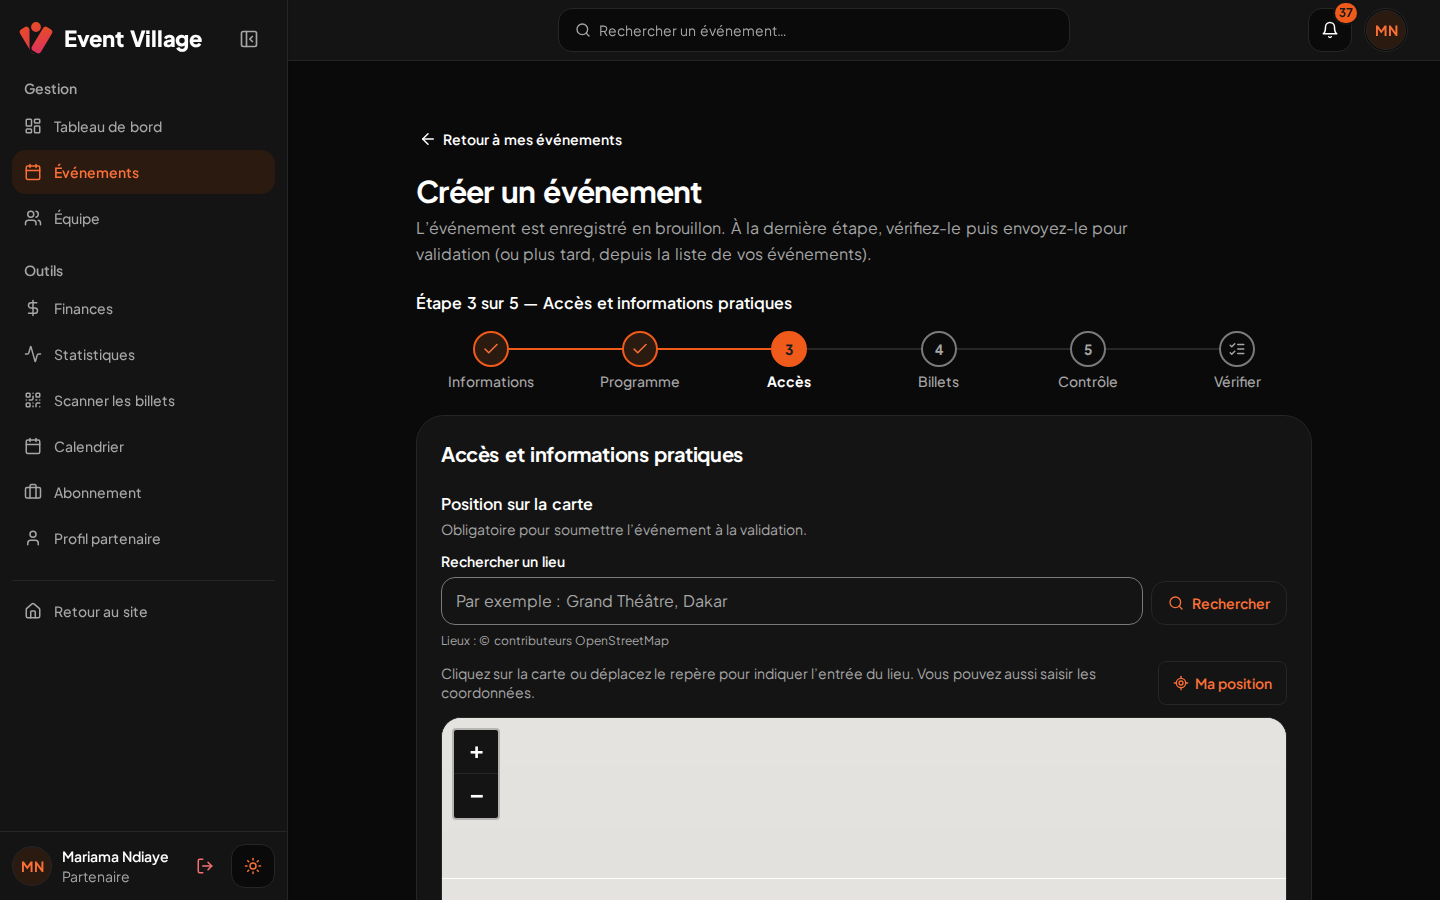 Event Village
Rechercher un événement…
37
MN
Gestion
Tableau de bord
Événements
Équipe
Outils
Finances
Statistiques
Scanner les billets
Calendrier
Abonnement
Profil partenaire
Retour au site
MN
Mariama Ndiaye
Partenaire
Retour à mes événements
Créer un événement
L'événement est enregistré en brouillon. À la dernière étape, vérifiez-le puis envoyez-le pour
validation (ou plus tard, depuis la liste de vos événements).
Étape 3 sur 5 — Accès et informations pratiques
3
4
5
Informations
Programme
Accès
Billets
Contrôle
Vérifier
Accès et informations pratiques
Position sur la carte
Obligatoire pour soumettre l'événement à la validation.
Rechercher un lieu
Par exemple : Grand Théâtre, Dakar
Rechercher
Lieux : © contributeurs OpenStreetMap
Cliquez sur la carte ou déplacez le repère pour indiquer l'entrée du lieu. Vous pouvez aussi saisir les
coordonnées.
Ma position
+
−